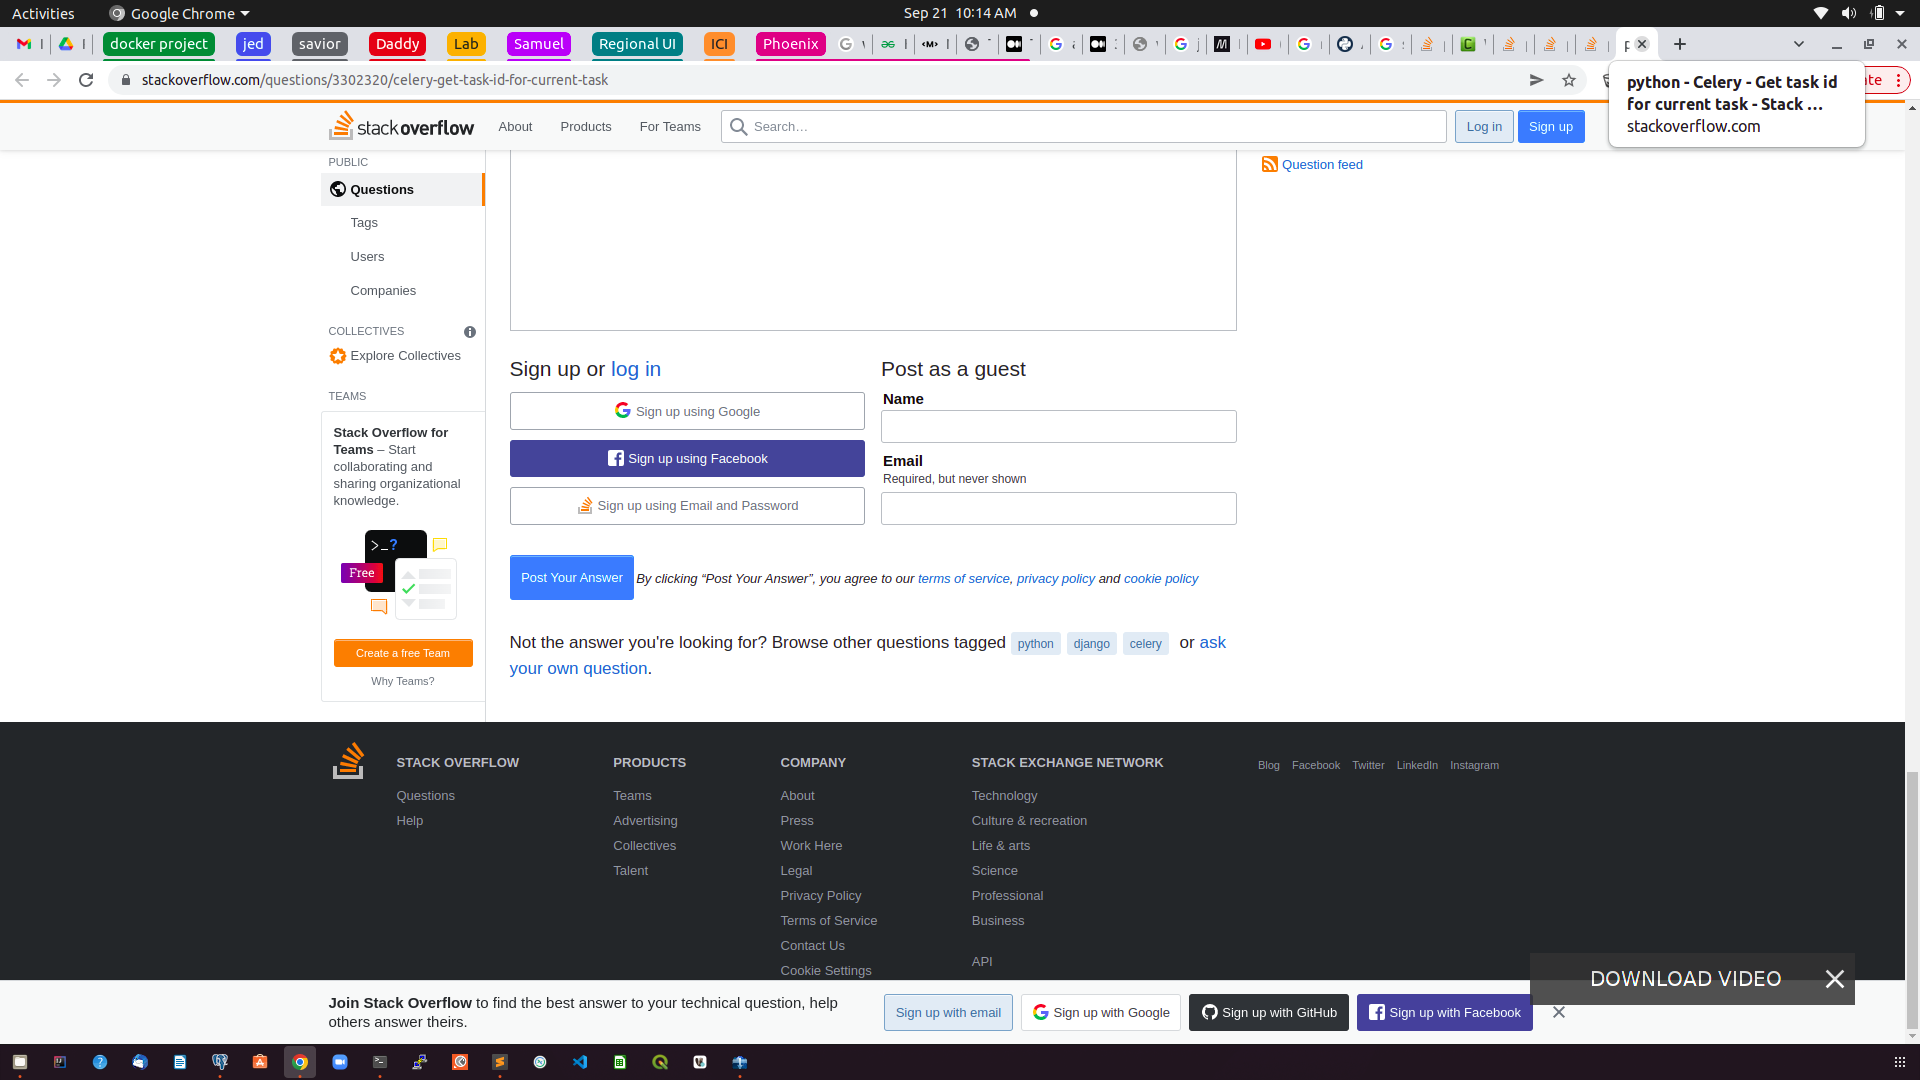 Activities
Google Chrome
Sep 21 10:14 AM
docker project
jed
savior
Daddy
Lab
Samuel
Regional UI
ICI
Phoenix
stackoverflow.com/questions/3302320/celery-get-task-id-for-current-task
python - Celery - Get task id
for current task - Stack …
stackoverflow.com
stackoverflow
About
Products
For Teams
Search…
Log in
Sign up
PUBLIC
Questions
Tags
Users
Companies
COLLECTIVES
Explore Collectives
TEAMS
Stack Overflow for
Teams – Start
collaborating and
sharing organizational
knowledge.
>_?
Free
Create a free Team
Why Teams?
Question feed
Sign up or log in
Sign up using Google
Sign up using Facebook
Sign up using Email and Password
Post as a guest
Name
Email
Required, but never shown
Post Your Answer
By clicking “Post Your Answer”, you agree to our terms of service, privacy policy and cookie policy
Not the answer you're looking for? Browse other questions tagged python django celery or ask
your own question.
STACK OVERFLOW
Questions
Help
PRODUCTS
Teams
Advertising
Collectives
Talent
COMPANY
About
Press
Work Here
Legal
Privacy Policy
Terms of Service
Contact Us
Cookie Settings
STACK EXCHANGE NETWORK
Technology
Culture & recreation
Life & arts
Science
Professional
Business
API
Blog Facebook Twitter LinkedIn Instagram
DOWNLOAD VIDEO
Join Stack Overflow to find the best answer to your technical question, help
others answer theirs.
Sign up with email
Sign up with Google
Sign up with GitHub
Sign up with Facebook